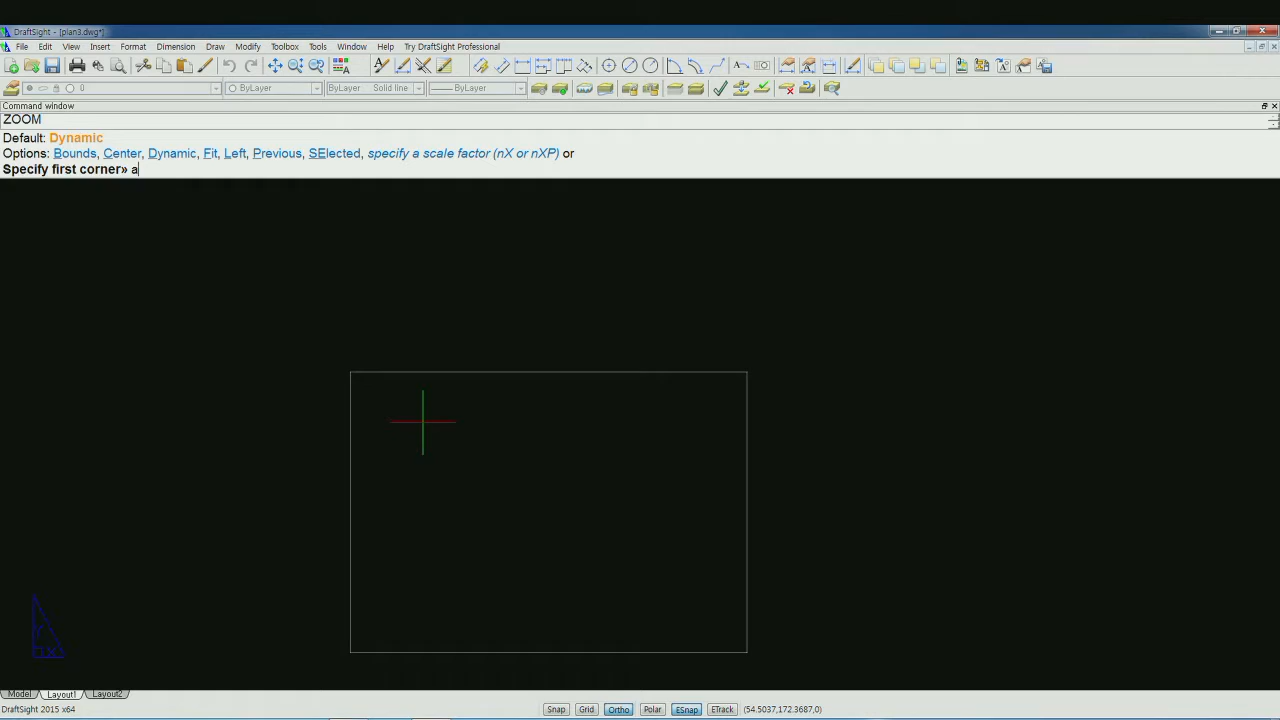 DraftSight - [plan3.dwg*]
File Edit View Insert Format Dimension Draw Modify Toolbox Tools Window Help Try DraftSight Professional
0 ByLayer ByLayer Solid line ByLayer
Command window
ZOOM
Default: Dynamic
Options: Bounds, Center, Dynamic, Fit, Left, Previous, SElected, specify a scale factor (nX or nXP) or
Specify first corner» a
Model Layout1 Layout2
DraftSight 2015 x64 Snap Grid Ortho Polar ESnap ETrack (54.5037,172.3687,0)